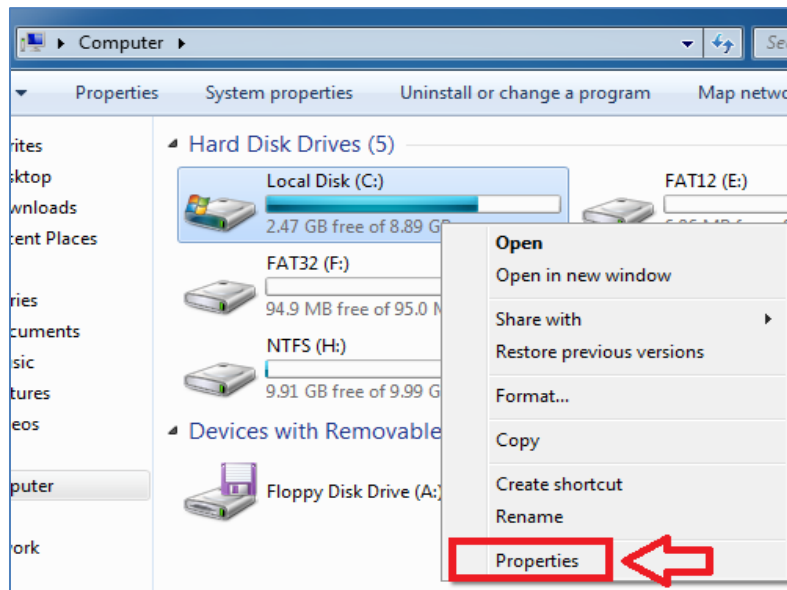 Computer
Properties System properties Uninstall or change a program
Hard Disk Drives (5)
Local Disk (C:)
FAT12 (E:)
2.47 GB free of 8.89
FAT32 (F:)
94.9 MB free of 95.0
NTFS (H:)
9.91 GB free of 9.99
Devices with Removable
Floppy Disk Drive (A:)
Places
Open
Open in new window
Share with
Restore previous versions
Format...
Copy
Create shortcut
Rename
Properties